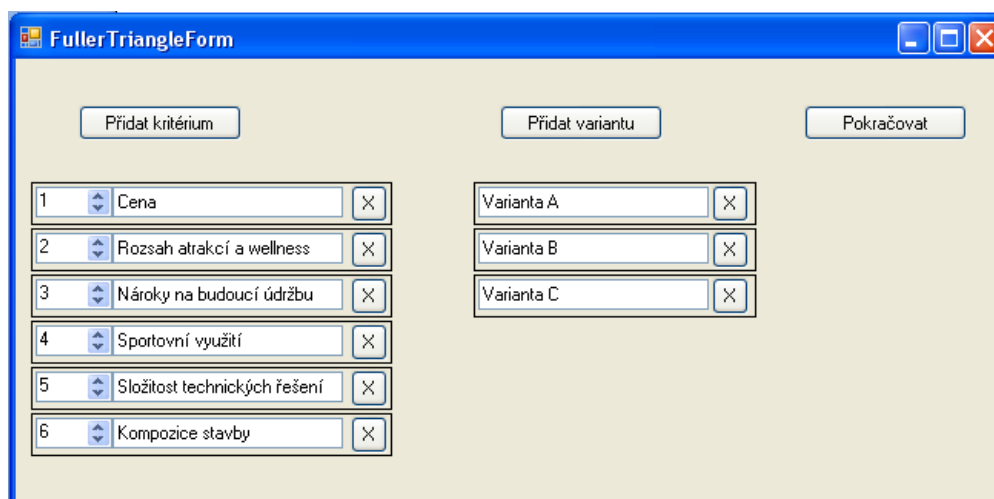 FullerTriangleForm
Přidat kritérium Přidat variantu Pokračovat
1 Cena X Varianta A X
2 Rozsah atrakcí a wellness X Varianta B X
3 Nároky na budoucí údržbu X Varianta C X
4 Sportovní využití X
5 Složitost technických řešení X
6 Kompozice stavby X